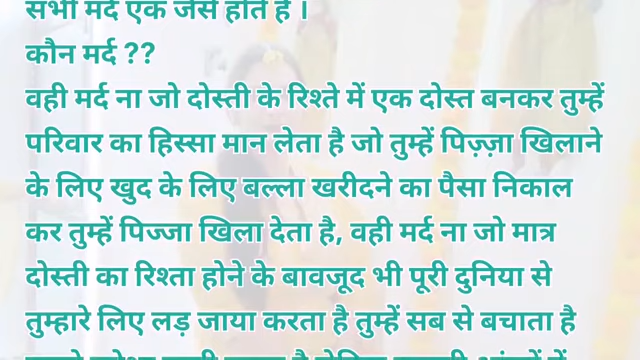 सभी मर्द एक जैसे होते हैं ।
कौन मर्द ??
वही मर्द ना जो दोस्ती के रिश्ते में एक दोस्त बनकर तुम्हें
परिवार का हिस्सा मान लेता है जो तुम्हें पिज़्ज़ा खिलाने
के लिए खुद के लिए बल्ला खरीदने का पैसा निकाल
कर तुम्हें पिज्जा खिला देता है, वही मर्द ना जो मात्र
दोस्ती का रिश्ता होने के बावजूद भी पूरी दुनिया से
तुम्हारे लिए लड़ जाया करता है तुम्हें सब से बचाता है